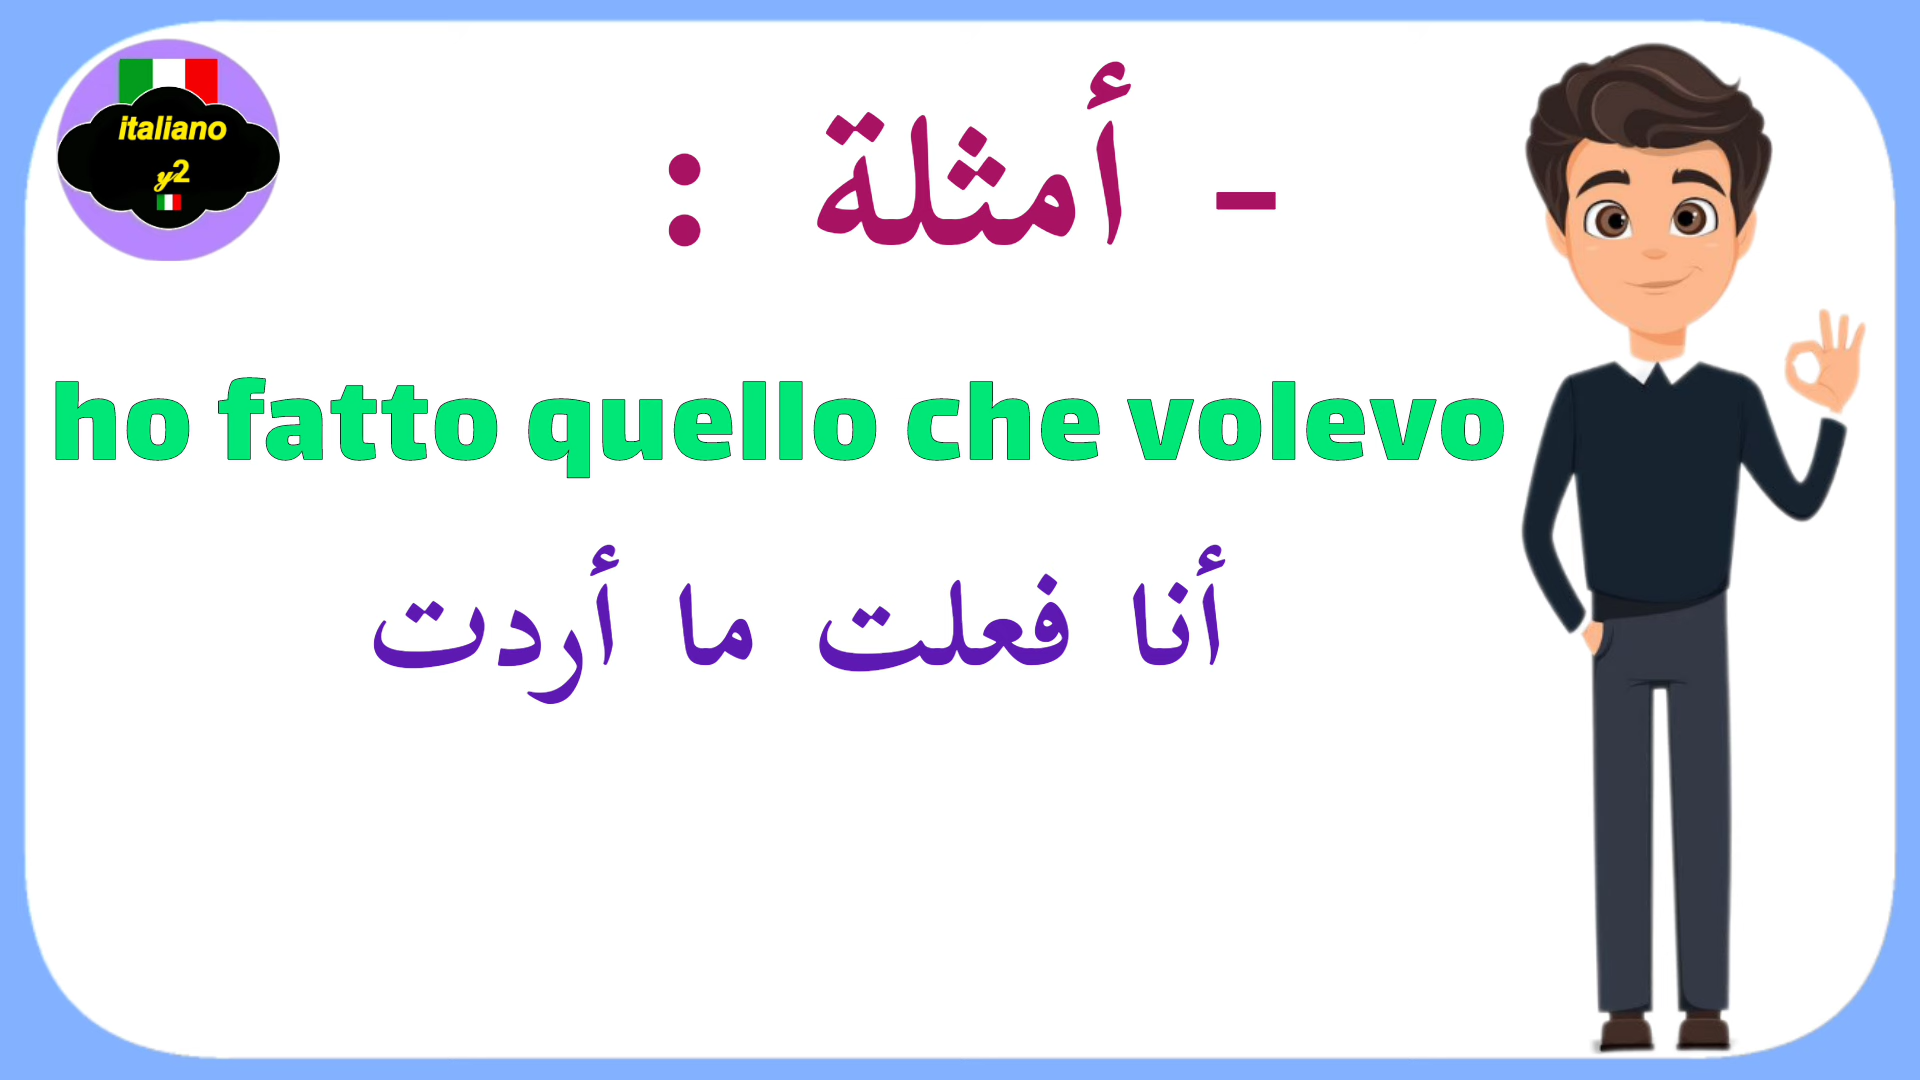 italiano
y2
- أمثلة :
ho fatto quello che volevo
أنا فعلت ما أردت